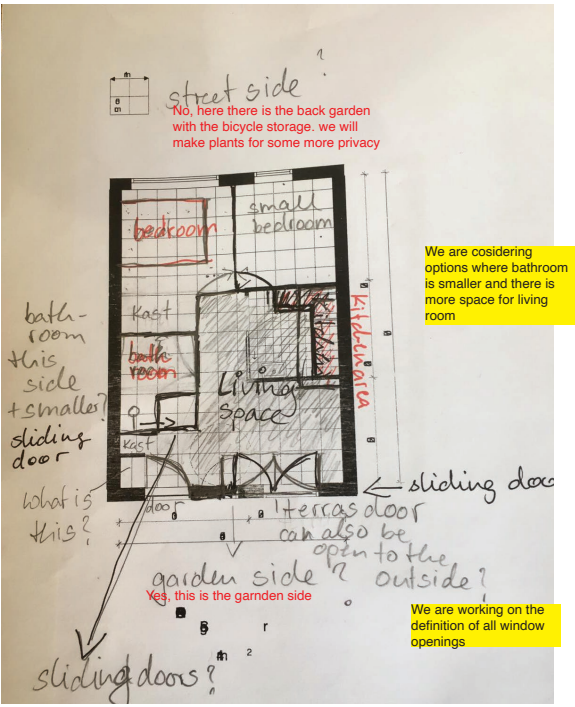 street side ?
No, here there is the back garden
with the bicycle storage. we will
make plants for some more privacy
bedroom
small
bedroom
We are cosidering
options where bathroom
is smaller and there is
more space for living
room
Kast
bath-
room
this
side
+ smaller?
sliding
door
bath
room
Kitchen area
Living
space
Kast
What is
this?
door
sliding doo
! terrasdoor
can also be
open to the
outside?
garden side ?
Yes, this is the garnden side
We are working on the
definition of all window
openings
r
2
sliding doors?